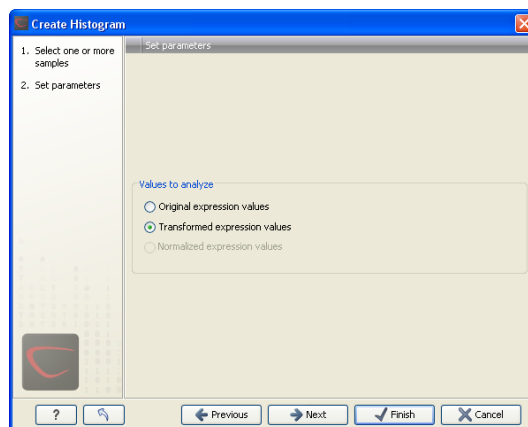 Create Histogram
1. Select one or more
samples
2. Set parameters
Set parameters
Values to analyze
Original expression values
Transformed expression values
Normalized expression values
?
Previous
Next
Finish
Cancel